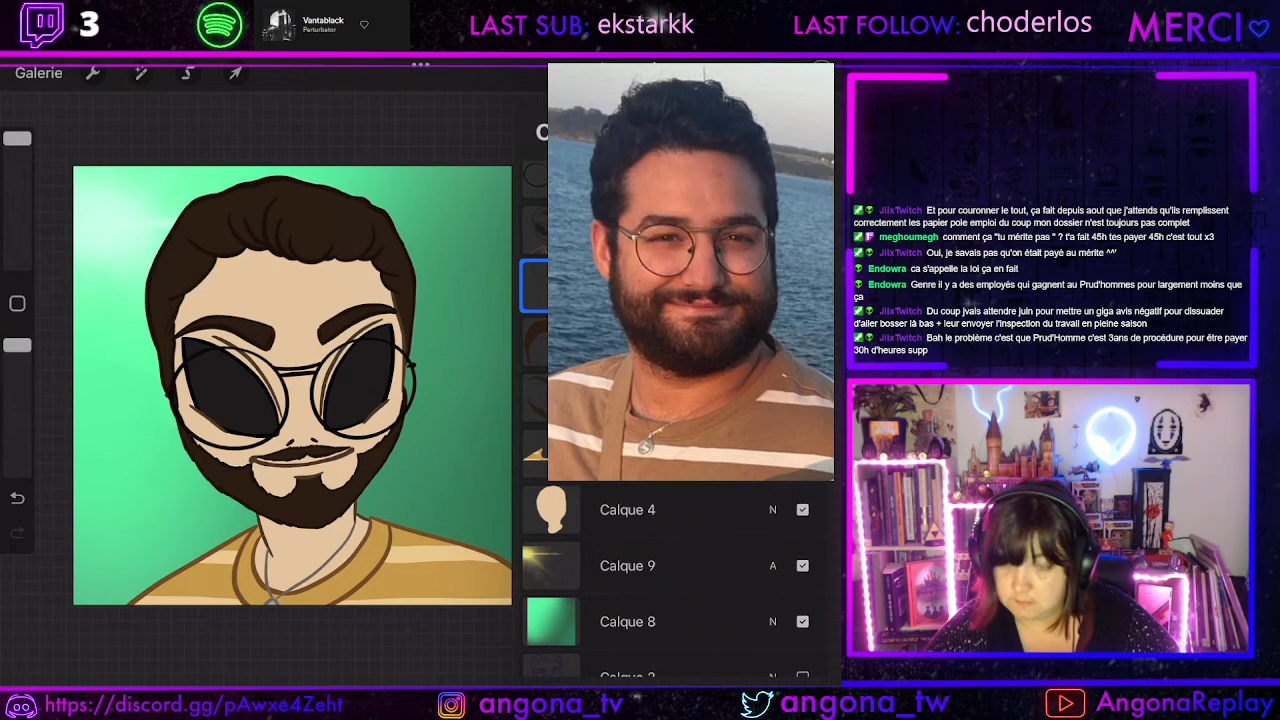 3
Vantablack
Perturbator
LAST SUB: ekstarkk
LAST FOLLOW: choderlos
MERCI
Galerie
JiixTwitch Et pour couronner le tout, ça fait depuis aout que j'attends qu'ils remplissent
correctement les papier pole emploi du coup mon dossier n'est toujours pas complet
meghoumegh comment ça "tu mérite pas " ? t'a fait 45h tes payer 45h c'est tout x3
JiixTwitch Oui, je savais pas qu'on était payé au mérite ^^'
Endowra ca s'appelle la loi ça en fait
Endowra Genre il y a des employés qui gagnent au Prud'hommes pour largement moins que
ça
JiixTwitch Du coup jvais attendre juin pour mettre un giga avis négatif pour dissuader
d'aller bosser là bas + leur envoyer l'inspection du travail en pleine saison
JiixTwitch Bah le problème c'est que Prud'Homme c'est 3ans de procédure pour être payer
30h d'heures supp
Calque 4 N
Calque 9 A
Calque 8 N
https://discord.gg/pAwxe4Zeht
angona_tv
angona_tw
AngonaReplay